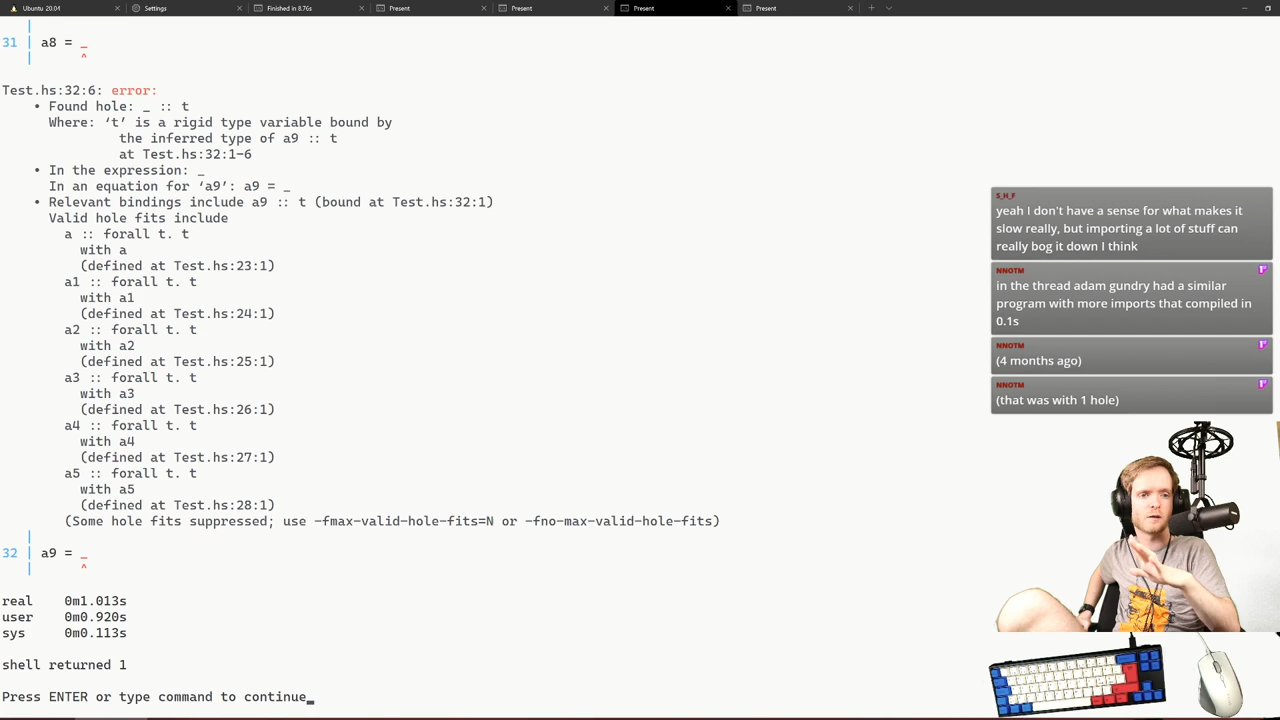 Ubuntu 20.04
Settings
Finished in 8.76s
Present
Present
Present
Present
31 | a8 = _
^
Test.hs:32:6: error:
• Found hole: _ :: t
Where: ‘t’ is a rigid type variable bound by
the inferred type of a9 :: t
at Test.hs:32:1-6
• In the expression: _
In an equation for ‘a9’: a9 = _
• Relevant bindings include a9 :: t (bound at Test.hs:32:1)
Valid hole fits include
a :: forall t. t
with a
(defined at Test.hs:23:1)
a1 :: forall t. t
with a1
(defined at Test.hs:24:1)
a2 :: forall t. t
with a2
(defined at Test.hs:25:1)
a3 :: forall t. t
with a3
(defined at Test.hs:26:1)
a4 :: forall t. t
with a4
(defined at Test.hs:27:1)
a5 :: forall t. t
with a5
(defined at Test.hs:28:1)
(Some hole fits suppressed; use -fmax-valid-hole-fits=N or -fno-max-valid-hole-fits)
32 | a9 = _
^
real 0m1.013s
user 0m0.920s
sys 0m0.113s
shell returned 1
Press ENTER or type command to continue
S_H_F
yeah I don't have a sense for what makes it
slow really, but importing a lot of stuff can
really bog it down I think
NNOTM
in the thread adam gundry had a similar
program with more imports that compiled in
0.1s
NNOTM
(4 months ago)
NNOTM
(that was with 1 hole)